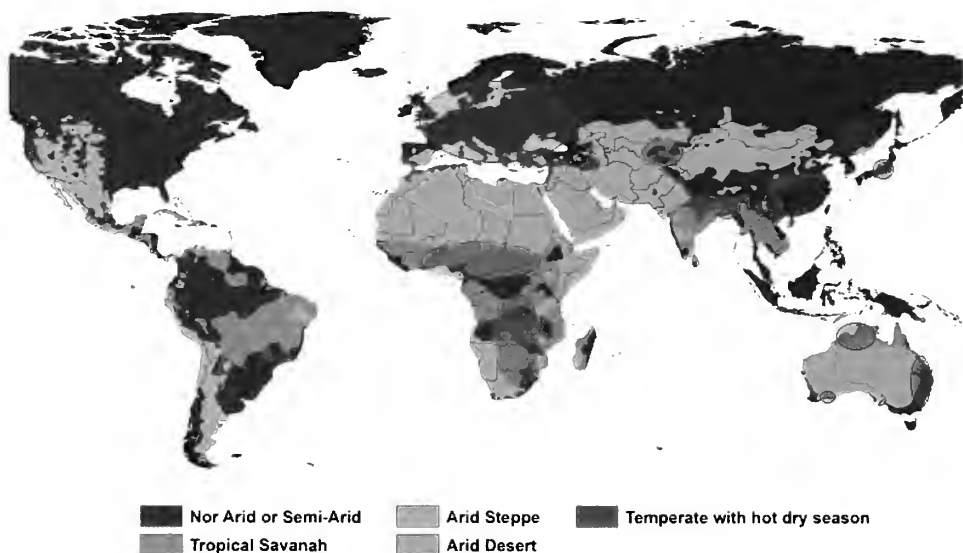 Nor Arid or Semi-Arid
Arid Steppe
Temperate with hot dry season
Tropical Savanah
Arid Desert